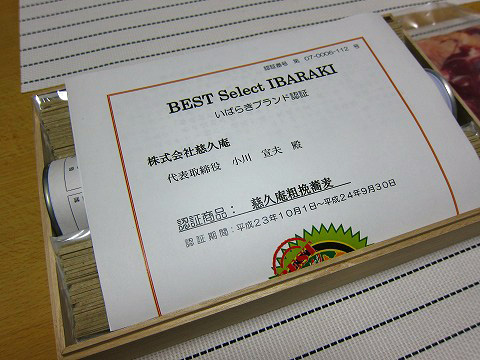 認証番号 第 07-0006-112 号
BEST Select IBARAKI
いばらきブランド認証
株式会社慈久庵
代表取締役 小川 宣夫 殿
認証商品: 慈久庵粗挽蕎麦
認証期間:平成23年10月1日~平成24年9月30日